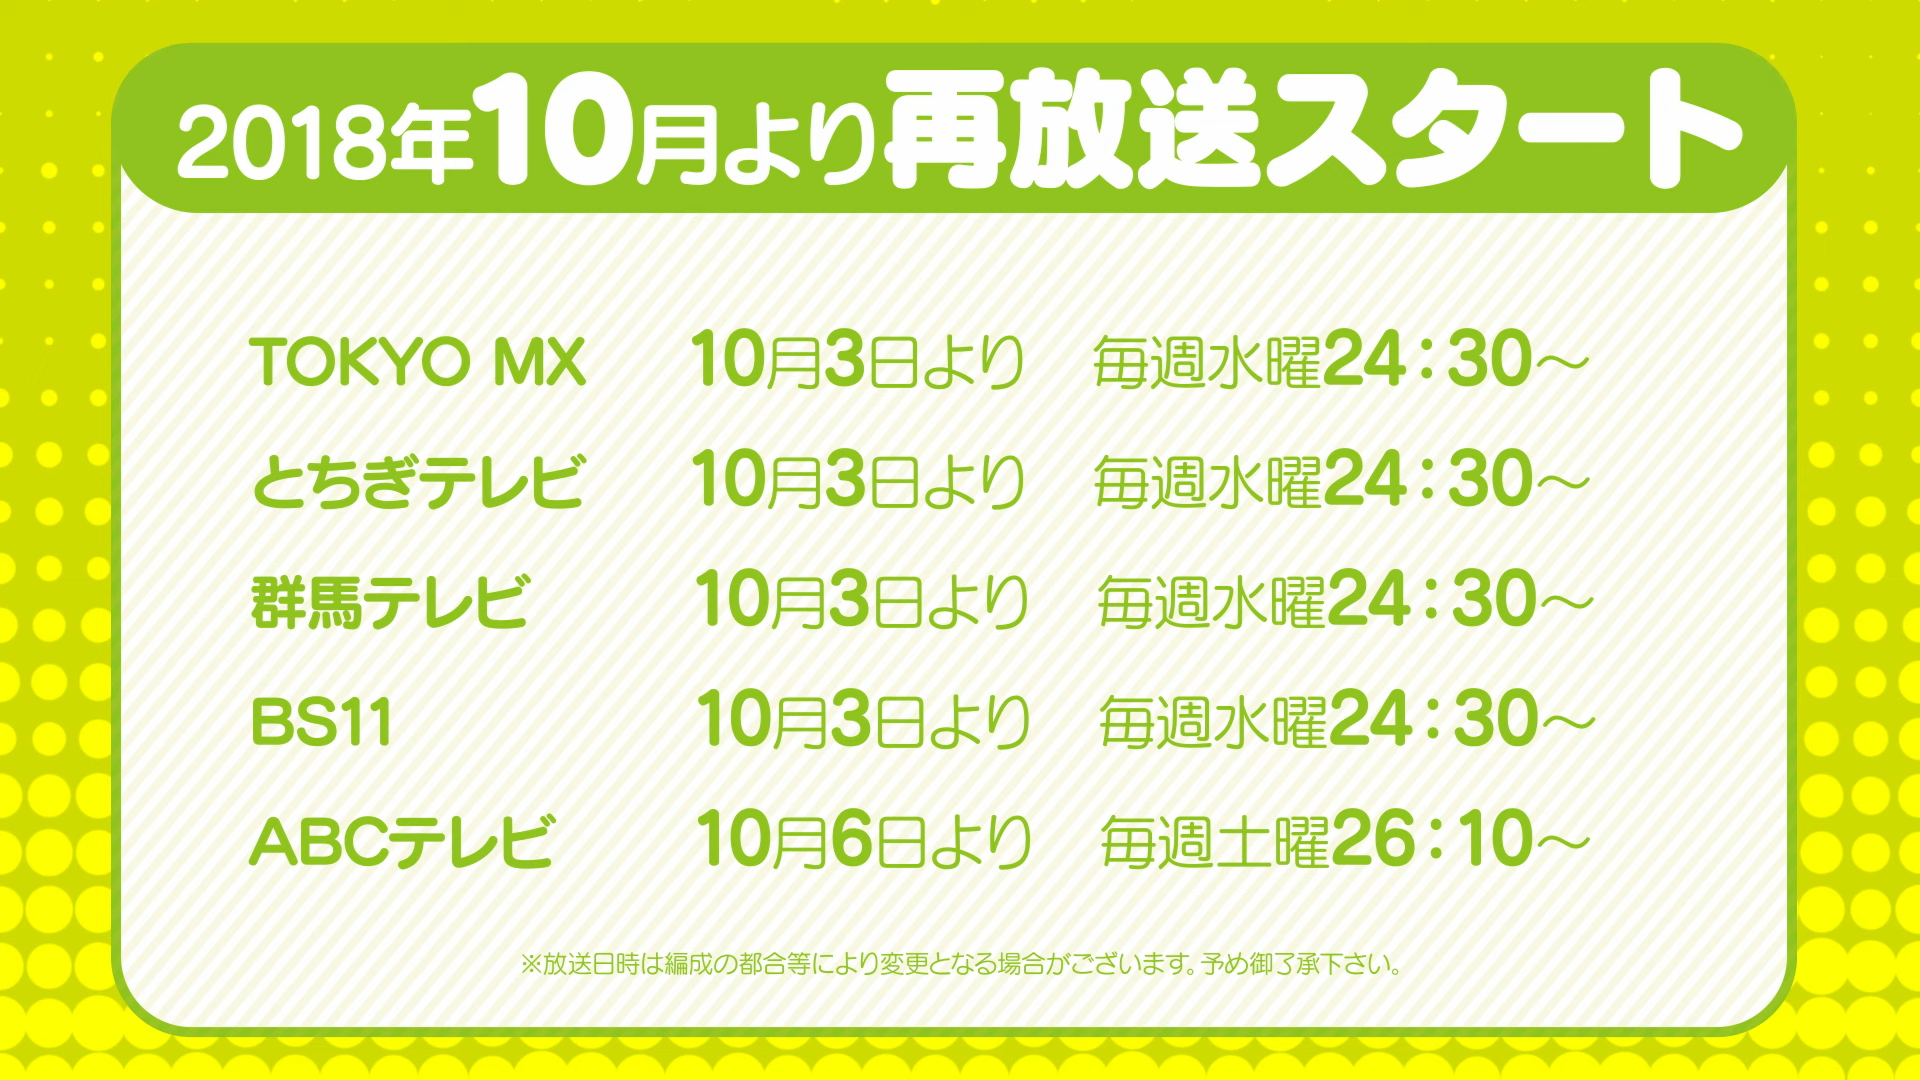 2018年10月より再放送スタート
TOKYO MX 10月3日より 毎週水曜24：30～
とちぎテレビ 10月3日より 毎週水曜24：30～
群馬テレビ 10月3日より 毎週水曜24：30～
BS11 10月3日より 毎週水曜24：30～
ABCテレビ 10月6日より 毎週土曜26：10～
※放送日時は編成の都合等により変更となる場合がございます。予め御了承下さい。